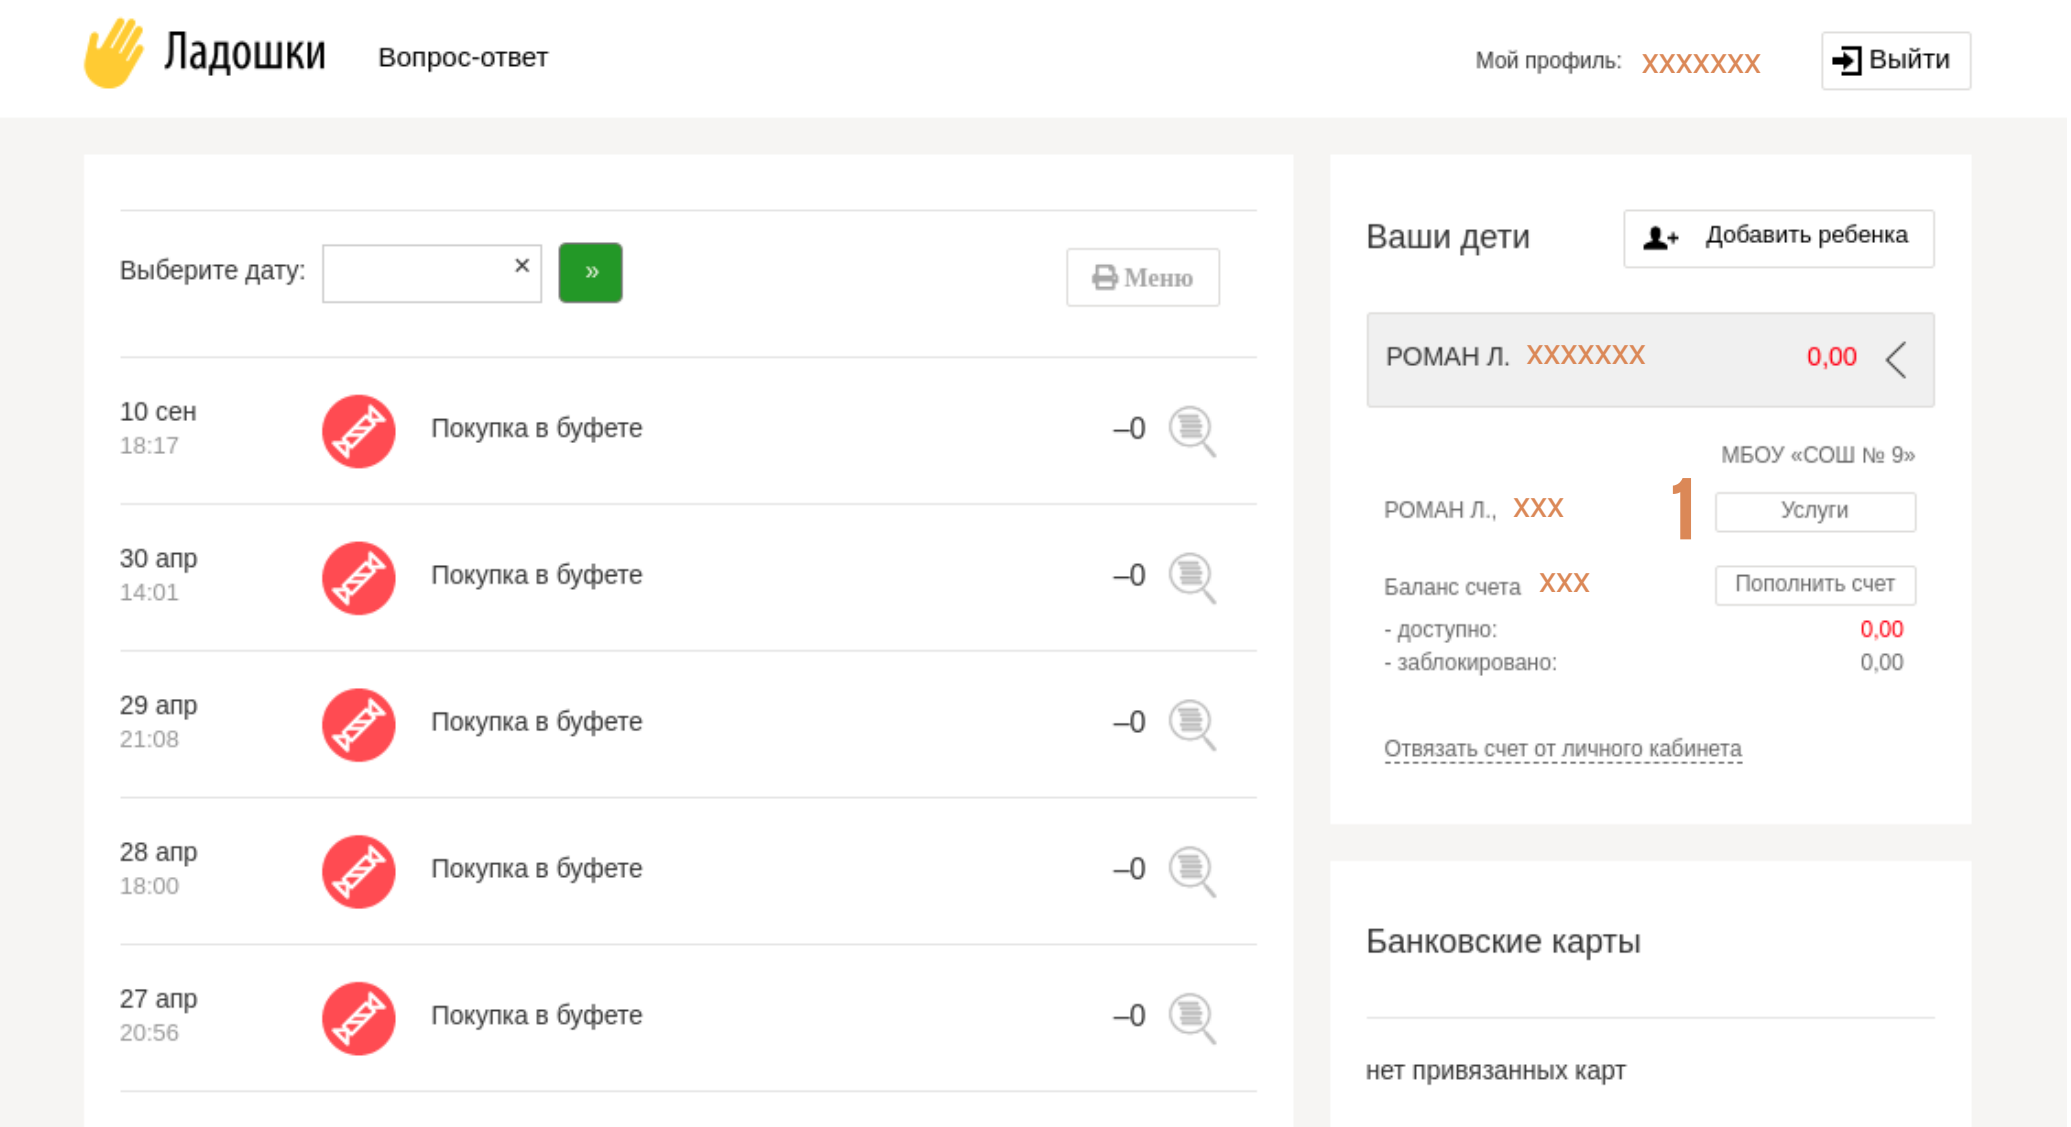 Ладошки
Вопрос-ответ
Мой профиль: XXXXXXX
Выйти
Выберите дату:
×
»
Меню
10 сен
18:17
Покупка в буфете
–0
30 апр
14:01
Покупка в буфете
–0
29 апр
21:08
Покупка в буфете
–0
28 апр
18:00
Покупка в буфете
–0
27 апр
20:56
Покупка в буфете
–0
Ваши дети
Добавить ребенка
РОМАН Л. XXXXXXX 0,00
МБОУ «СОШ № 9»
РОМАН Л., XXX
1
Услуги
Баланс счета XXX
Пополнить счет
- доступно: 0,00
- заблокировано: 0,00
Отвязать счет от личного кабинета
Банковские карты
нет привязанных карт